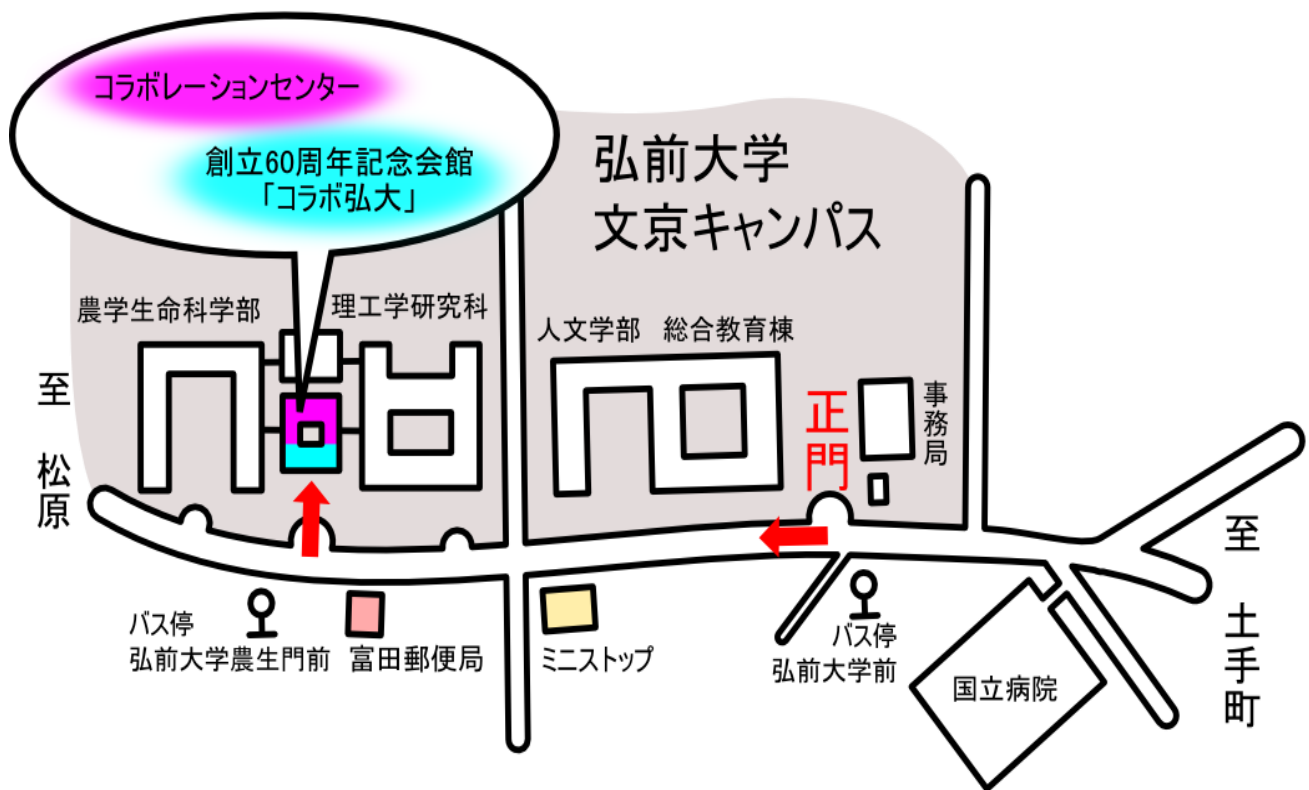 コラボレーションセンター
創立60周年記念会館
「コラボ弘大」
弘前大学
文京キャンパス
農学生命科学部
理工学研究科
人文学部　総合教育棟
正門
事務局
至　松原
至　土手町
バス停
弘前大学農生門前
富田郵便局
ミニストップ
バス停
弘前大学前
国立病院